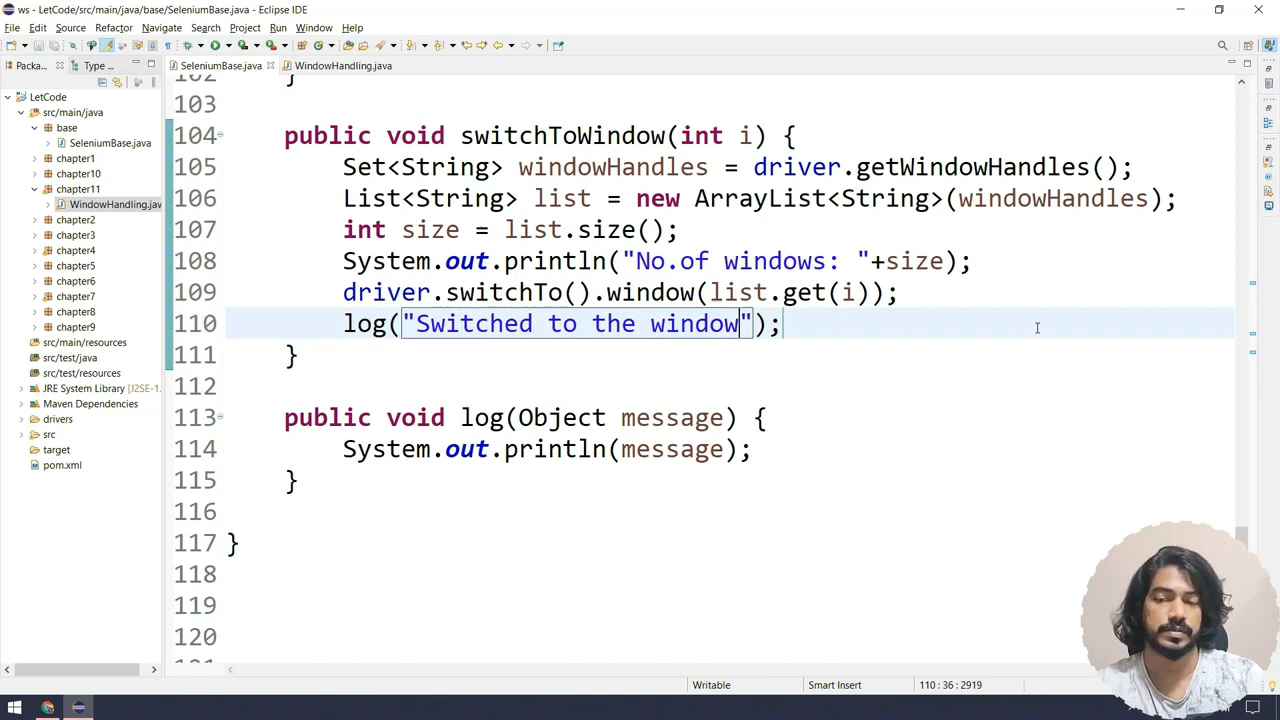 ws - LetCode/src/main/java/base/SeleniumBase.java - Eclipse IDE
File Edit Source Refactor Navigate Search Project Run Window Help
Packa... Type ...
SeleniumBase.java WindowHandling.java
LetCode
src/main/java
base
SeleniumBase.java
chapter1
chapter10
chapter11
WindowHandling.java
chapter2
chapter3
chapter4
chapter5
chapter6
chapter7
chapter8
chapter9
src/main/resources
src/test/java
src/test/resources
JRE System Library [J2SE-1.
Maven Dependencies
drivers
src
target
pom.xml
102 }
103
104 public void switchToWindow(int i) {
105 Set<String> windowHandles = driver.getWindowHandles();
106 List<String> list = new ArrayList<String>(windowHandles);
107 int size = list.size();
108 System.out.println("No.of windows: "+size);
109 driver.switchTo().window(list.get(i));
110 log("Switched to the window");
111 }
112
113 public void log(Object message) {
114 System.out.println(message);
115 }
116
117 }
118
119
120
Writable Smart Insert 110 : 36 : 2919